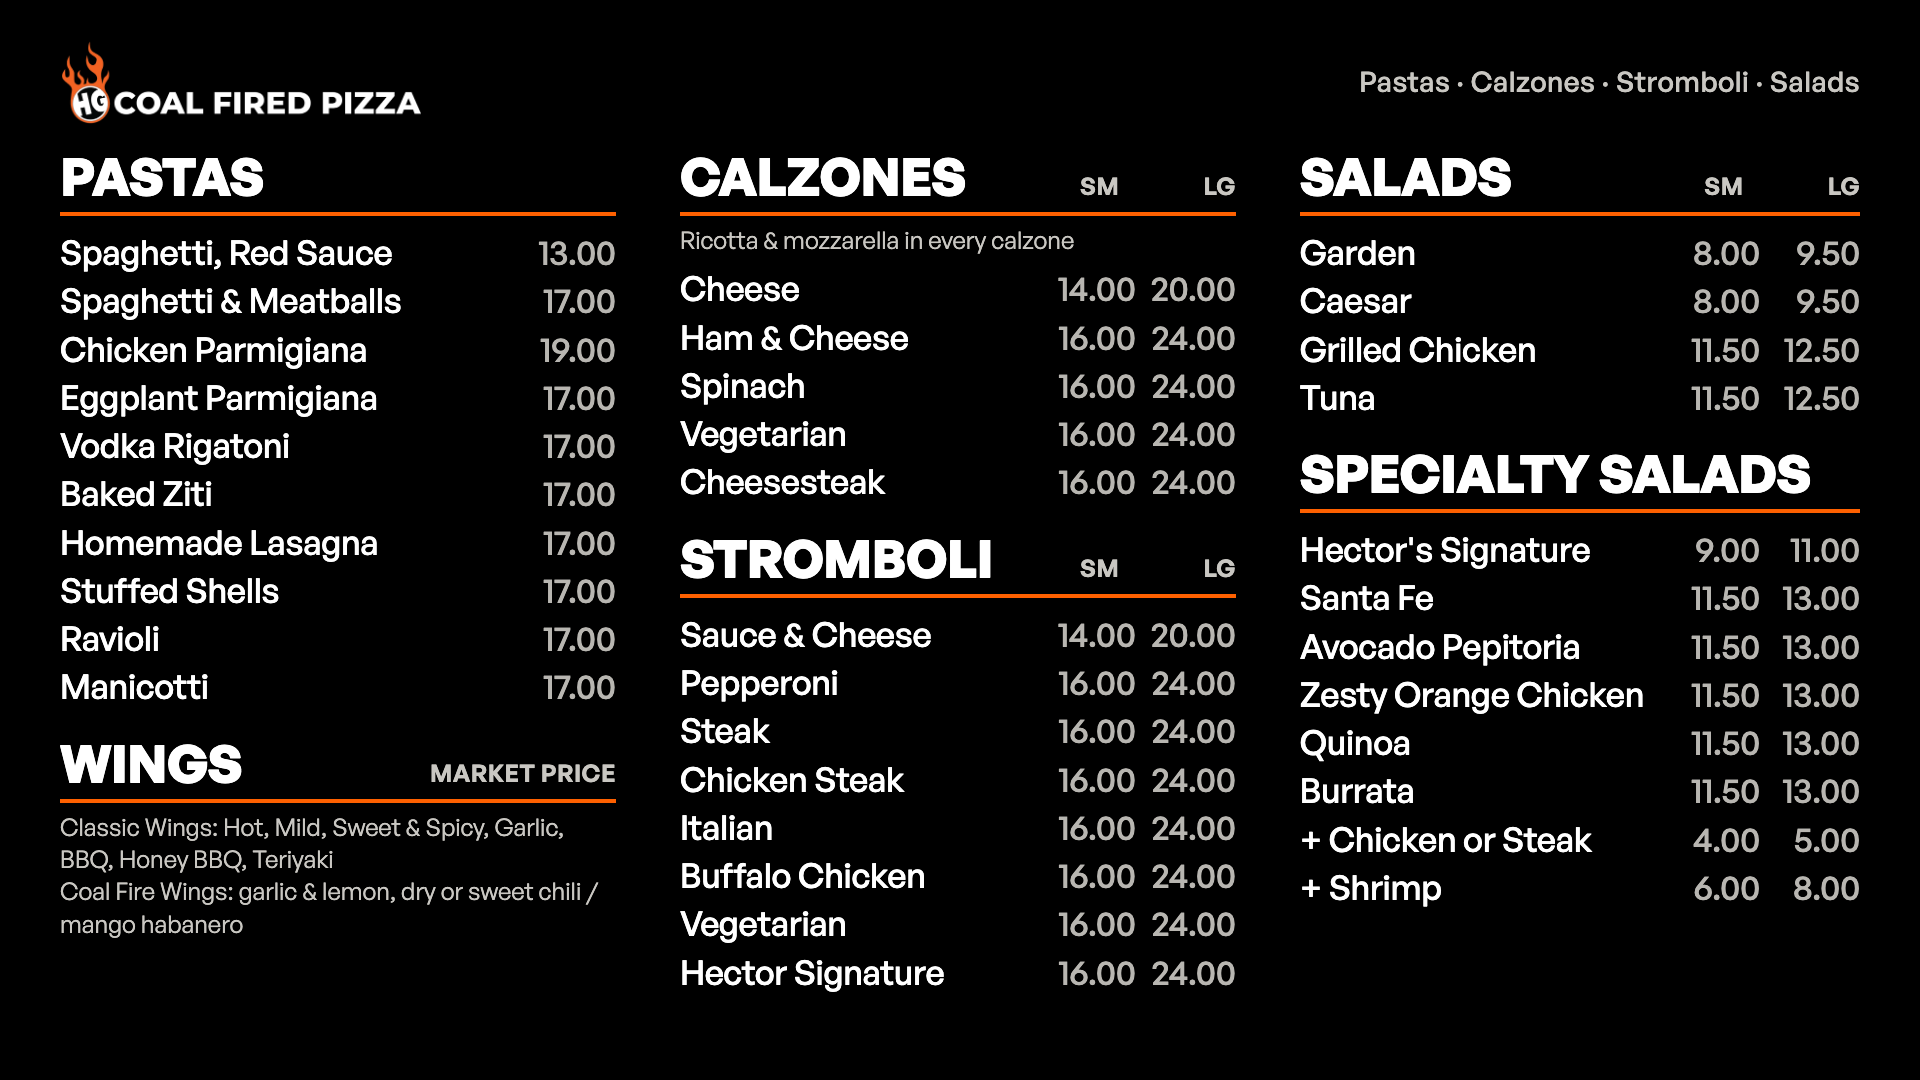 HG COAL FIRED PIZZA
Pastas · Calzones · Stromboli · Salads
PASTAS
Spaghetti, Red Sauce 13.00
Spaghetti & Meatballs 17.00
Chicken Parmigiana 19.00
Eggplant Parmigiana 17.00
Vodka Rigatoni 17.00
Baked Ziti 17.00
Homemade Lasagna 17.00
Stuffed Shells 17.00
Ravioli 17.00
Manicotti 17.00
WINGS MARKET PRICE
Classic Wings: Hot, Mild, Sweet & Spicy, Garlic,
BBQ, Honey BBQ, Teriyaki
Coal Fire Wings: garlic & lemon, dry or sweet chili /
mango habanero
CALZONES SM LG
Ricotta & mozzarella in every calzone
Cheese 14.00 20.00
Ham & Cheese 16.00 24.00
Spinach 16.00 24.00
Vegetarian 16.00 24.00
Cheesesteak 16.00 24.00
STROMBOLI SM LG
Sauce & Cheese 14.00 20.00
Pepperoni 16.00 24.00
Steak 16.00 24.00
Chicken Steak 16.00 24.00
Italian 16.00 24.00
Buffalo Chicken 16.00 24.00
Vegetarian 16.00 24.00
Hector Signature 16.00 24.00
SALADS SM LG
Garden 8.00 9.50
Caesar 8.00 9.50
Grilled Chicken 11.50 12.50
Tuna 11.50 12.50
SPECIALTY SALADS
Hector's Signature 9.00 11.00
Santa Fe 11.50 13.00
Avocado Pepitoria 11.50 13.00
Zesty Orange Chicken 11.50 13.00
Quinoa 11.50 13.00
Burrata 11.50 13.00
+ Chicken or Steak 4.00 5.00
+ Shrimp 6.00 8.00